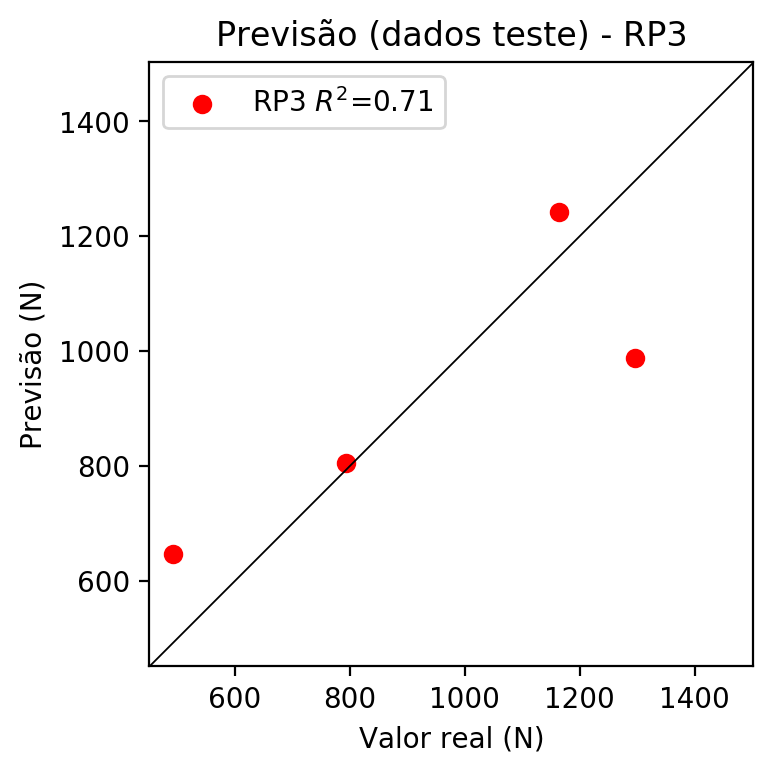 Previsão (dados teste) - RP3
RP3 R²=0.71
1400
1200
1000
800
600
Previsão (N)
600 800 1000 1200 1400
Valor real (N)